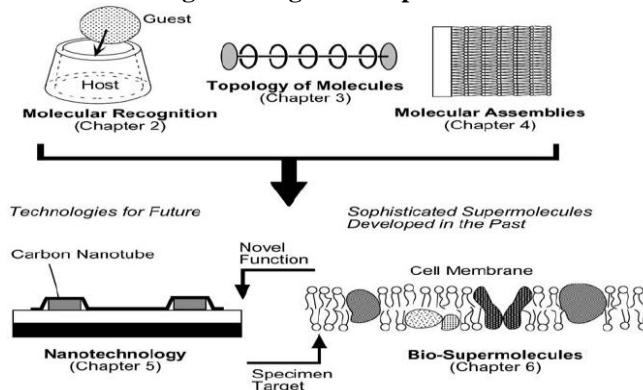 Guest
Host
Molecular Recognition
(Chapter 2)
Topology of Molecules
(Chapter 3)
Molecular Assemblies
(Chapter 4)
Technologies for Future
Sophisticated Supermolecules
Developed in the Past
Carbon Nanotube
Novel
Function
Cell Membrane
Nanotechnology
(Chapter 5)
Specimen
Target
Bio-Supermolecules
(Chapter 6)